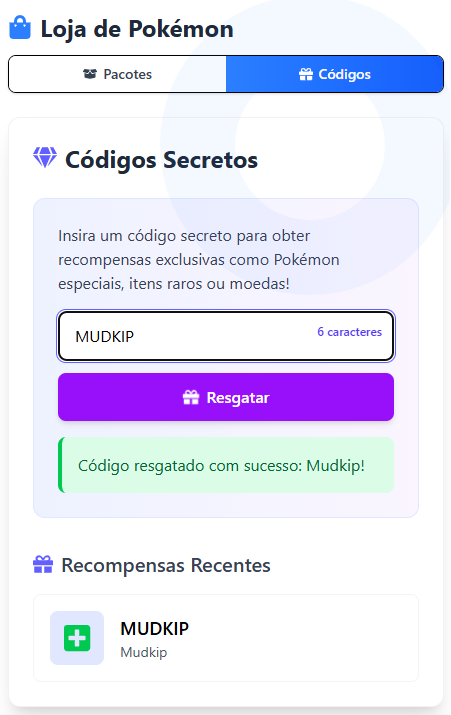 Loja de Pokémon
Pacotes
Códigos
Códigos Secretos
Insira um código secreto para obter
recompensas exclusivas como Pokémon
especiais, itens raros ou moedas!
MUDKIP
6 caracteres
Resgatar
Código resgatado com sucesso: Mudkip!
Recompensas Recentes
MUDKIP
Mudkip